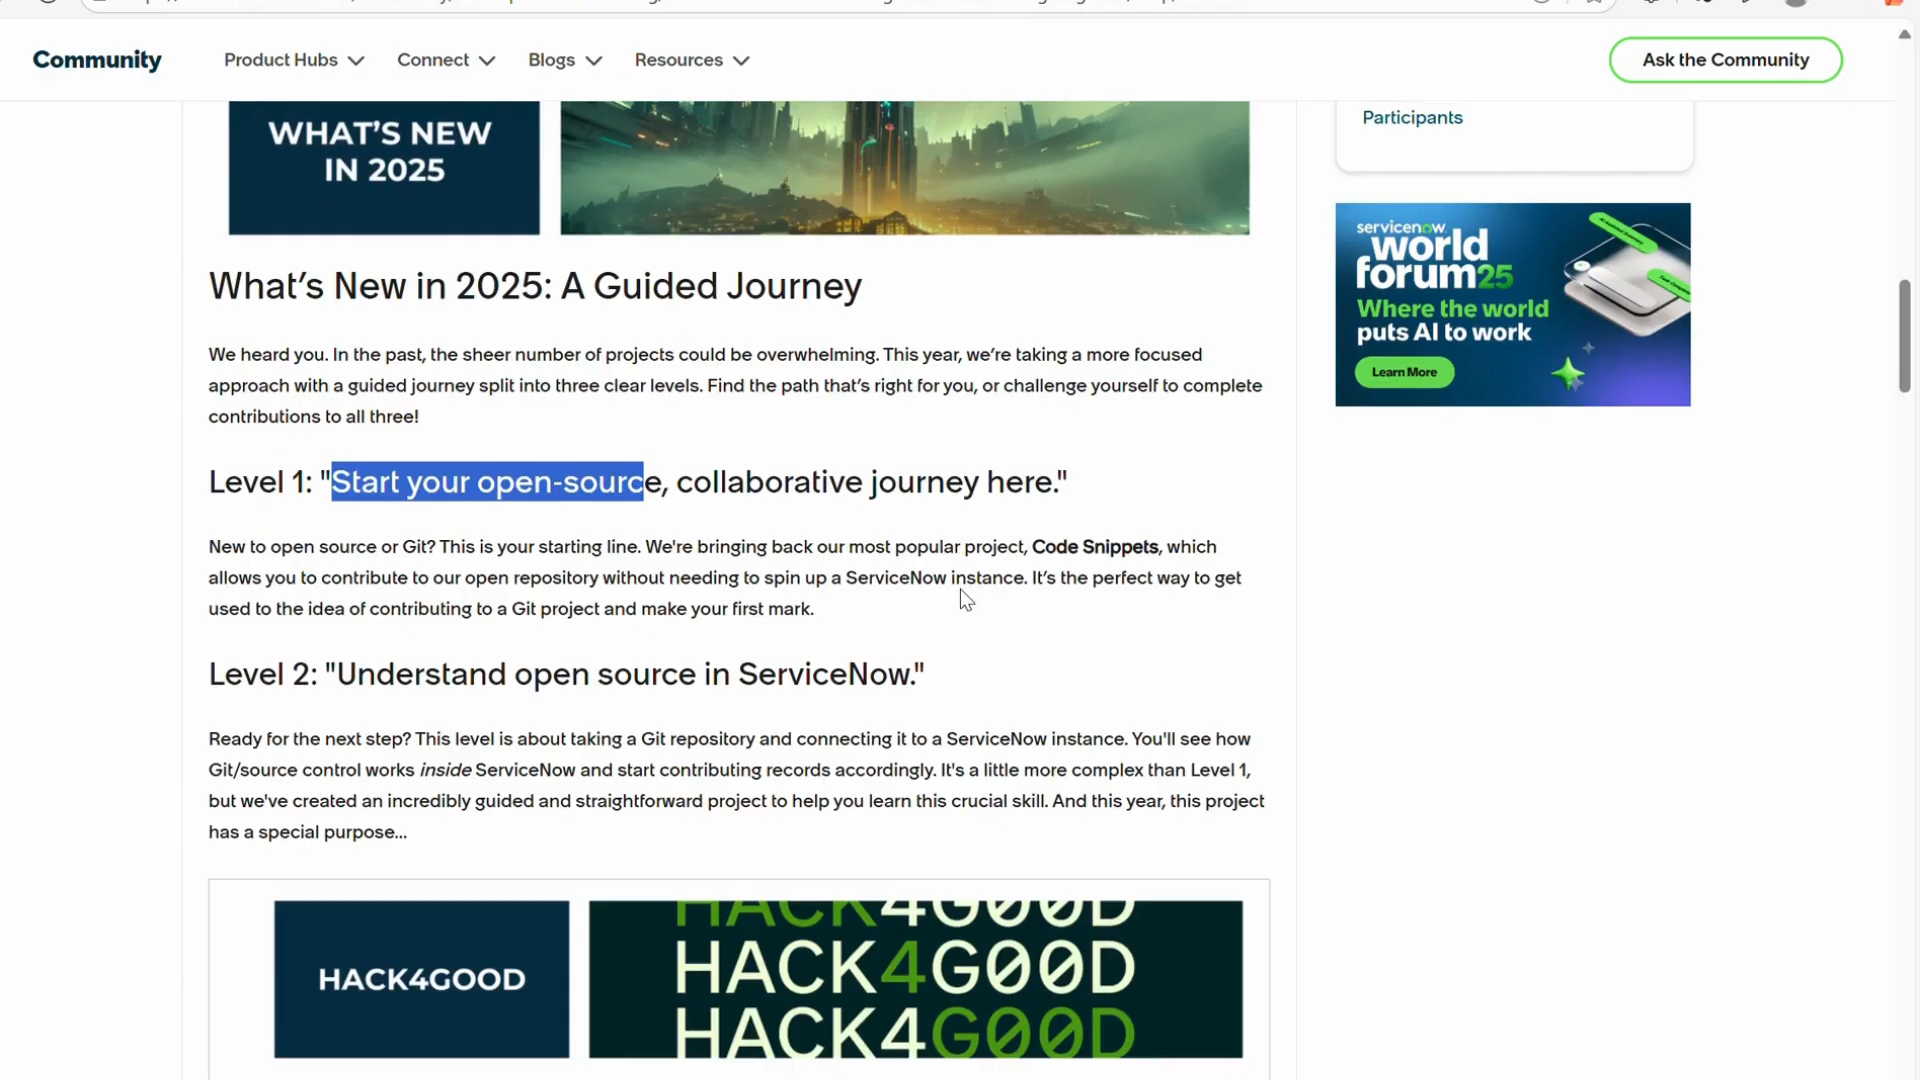 Community
Product Hubs
Connect
Blogs
Resources
Ask the Community
WHAT'S NEW
IN 2025
Participants
servicenow
world
forum25
Where the world
puts AI to work
Learn More
What's New in 2025: A Guided Journey
We heard you. In the past, the sheer number of projects could be overwhelming. This year, we're taking a more focused
approach with a guided journey split into three clear levels. Find the path that's right for you, or challenge yourself to complete
contributions to all three!
Level 1: "Start your open-source, collaborative journey here."
New to open source or Git? This is your starting line. We're bringing back our most popular project, Code Snippets, which
allows you to contribute to our open repository without needing to spin up a ServiceNow instance. It's the perfect way to get
used to the idea of contributing to a Git project and make your first mark.
Level 2: "Understand open source in ServiceNow."
Ready for the next step? This level is about taking a Git repository and connecting it to a ServiceNow instance. You'll see how
Git/source control works inside ServiceNow and start contributing records accordingly. It's a little more complex than Level 1,
but we've created an incredibly guided and straightforward project to help you learn this crucial skill. And this year, this project
has a special purpose...
HACK4GOOD
HACK4GOOD
HACK4GOOD
HACK4GOOD